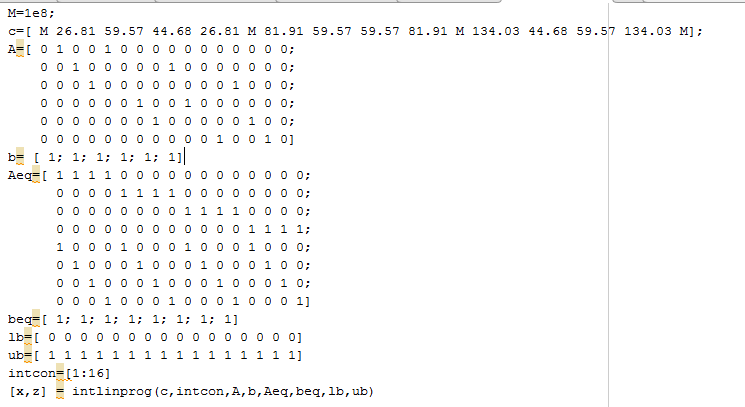 M=1e8;
c=[ M 26.81 59.57 44.68 26.81 M 81.91 59.57 59.57 81.91 M 134.03 44.68 59.57 134.03 M];
A=[ 0 1 0 0 1 0 0 0 0 0 0 0 0 0 0 0;
0 0 1 0 0 0 0 0 1 0 0 0 0 0 0 0;
0 0 0 1 0 0 0 0 0 0 0 0 1 0 0 0;
0 0 0 0 0 0 1 0 0 1 0 0 0 0 0 0;
0 0 0 0 0 0 0 1 0 0 0 0 0 1 0 0;
0 0 0 0 0 0 0 0 0 0 0 1 0 0 1 0]
b= [ 1; 1; 1; 1; 1; 1]
Aeq=[ 1 1 1 1 0 0 0 0 0 0 0 0 0 0 0 0;
0 0 0 0 1 1 1 1 0 0 0 0 0 0 0 0;
0 0 0 0 0 0 0 0 1 1 1 1 0 0 0 0;
0 0 0 0 0 0 0 0 0 0 0 0 1 1 1 1;
1 0 0 0 1 0 0 0 1 0 0 0 1 0 0 0;
0 1 0 0 0 1 0 0 0 1 0 0 0 1 0 0;
0 0 1 0 0 0 1 0 0 0 1 0 0 0 1 0;
0 0 0 1 0 0 0 1 0 0 0 1 0 0 0 1]
beq=[ 1; 1; 1; 1; 1; 1; 1; 1]
lb=[ 0 0 0 0 0 0 0 0 0 0 0 0 0 0 0 0]
ub=[ 1 1 1 1 1 1 1 1 1 1 1 1 1 1 1 1]
intcon=[1:16]
[x,z] = intlinprog(c,intcon,A,b,Aeq,beq,lb,ub)